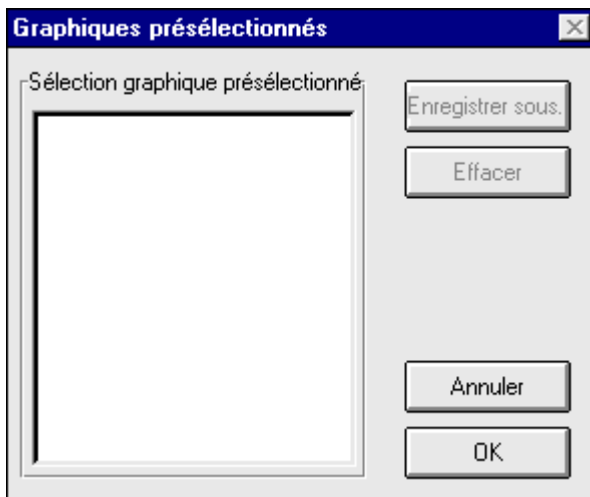 Graphiques présélectionnés
Sélection graphique présélectionné
Enregistrer sous.
Effacer
Annuler
OK